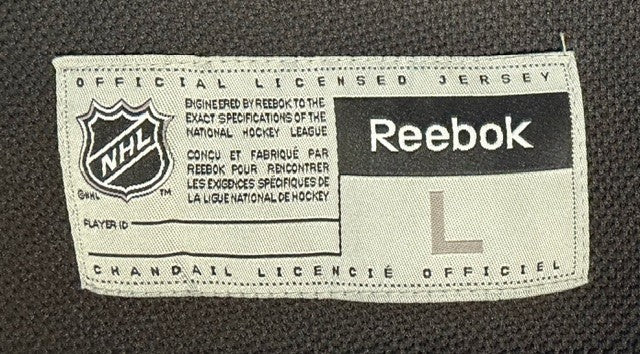 OFFICIAL LICENSED JERSEY
NHL
©NHL
TM
ENGINEERED BY REEBOK TO THE
EXACT SPECIFICATIONS OF THE
NATIONAL HOCKEY LEAGUE
CONÇU ET FABRIQUÉ PAR
REEBOK POUR RENCONTRER
LES EXIGENCES SPÉCIFIQUES DE
LA LIGUE NATIONAL DE HOCKEY
PLAYER ID
Reebok
L
CHANDAIL LICENCIÉ OFFICIEL